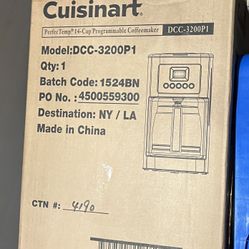 Cuisinart
PerfecTemp® 14-Cup Programmable Coffeemaker
DCC-3200P1
Model:DCC-3200P1
Qty: 1
Batch Code: 1524BN
PO No. : 4500559300
Destination: NY / LA
Made in China
CTN #: 4190